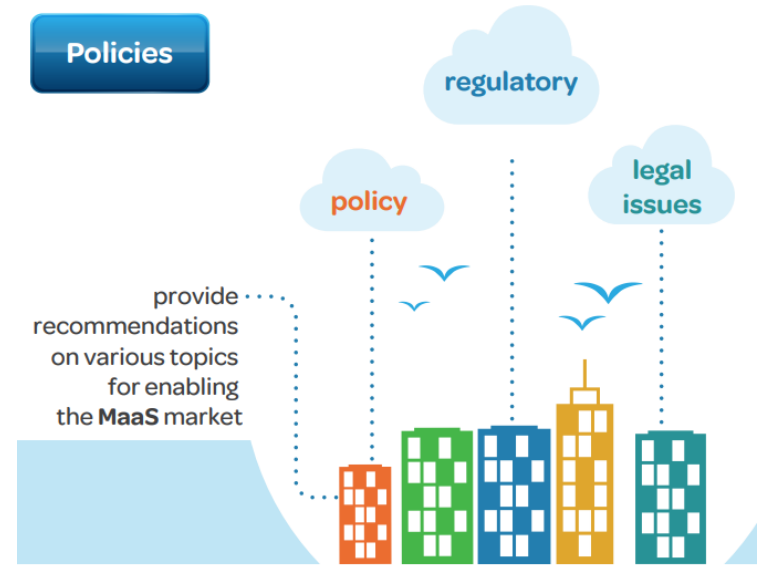 Policies
regulatory
policy
legal
issues
provide
recommendations
on various topics
for enabling
the MaaS market